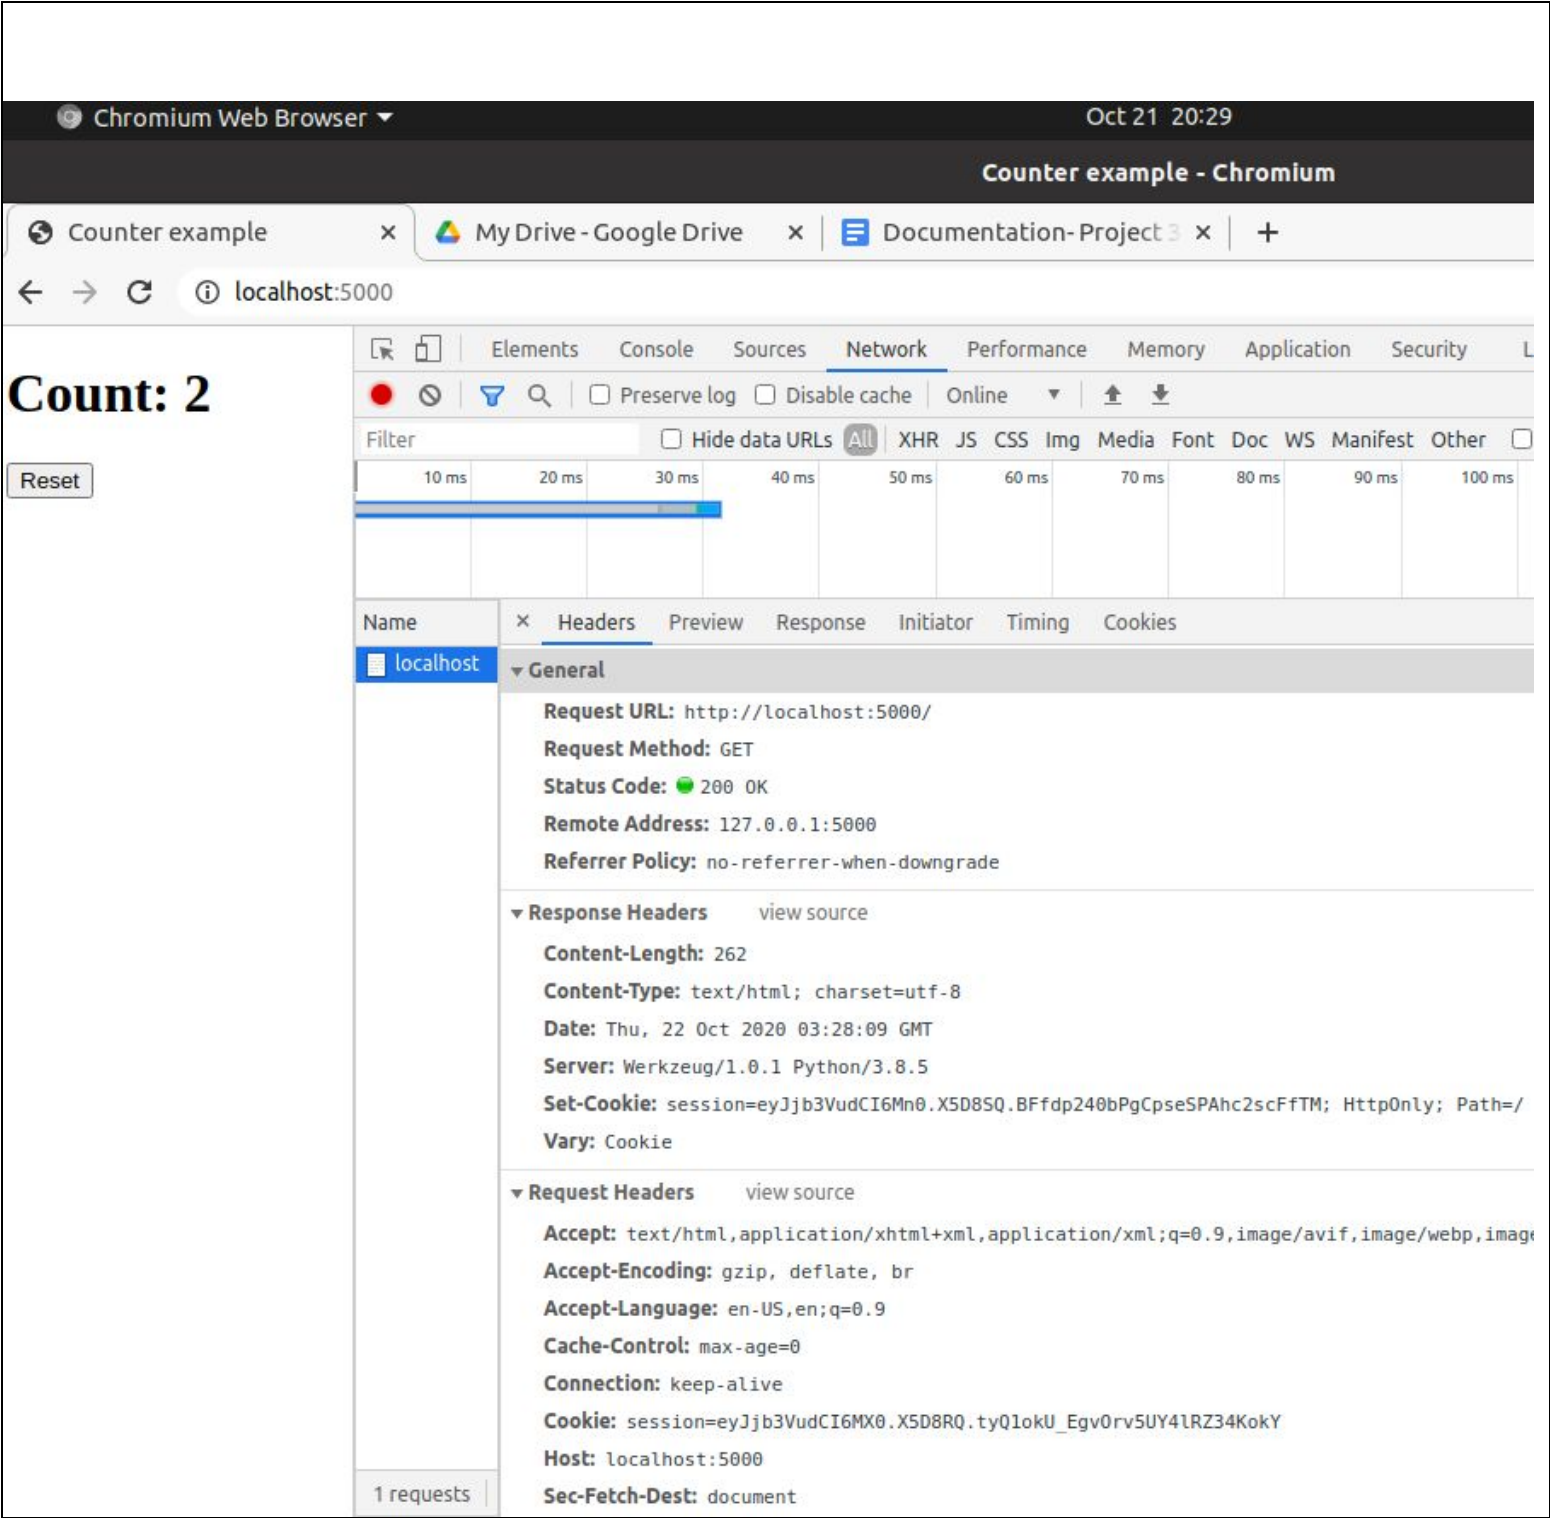 Chromium Web Browser
Oct 21 20:29
Counter example - Chromium
Counter example
My Drive - Google Drive
Documentation- Project 3
localhost:5000
Elements Console Sources Network Performance Memory Application Security L
Count: 2
Preserve log Disable cache Online
Filter Hide data URLs All XHR JS CSS Img Media Font Doc WS Manifest Other
Reset
10 ms 20 ms 30 ms 40 ms 50 ms 60 ms 70 ms 80 ms 90 ms 100 ms
Name
Headers Preview Response Initiator Timing Cookies
localhost
General
Request URL: http://localhost:5000/
Request Method: GET
Status Code: 200 OK
Remote Address: 127.0.0.1:5000
Referrer Policy: no-referrer-when-downgrade
Response Headers view source
Content-Length: 262
Content-Type: text/html; charset=utf-8
Date: Thu, 22 Oct 2020 03:28:09 GMT
Server: Werkzeug/1.0.1 Python/3.8.5
Set-Cookie: session=eyJjb3VudCI6Mn0.X5D8SQ.BFfdp240bPgCpseSPAhc2scFfTM; HttpOnly; Path=/
Vary: Cookie
Request Headers view source
Accept: text/html,application/xhtml+xml,application/xml;q=0.9,image/avif,image/webp,image
Accept-Encoding: gzip, deflate, br
Accept-Language: en-US,en;q=0.9
Cache-Control: max-age=0
Connection: keep-alive
Cookie: session=eyJjb3VudCI6MX0.X5D8RQ.tyQ1okU_EgvOrv5UY4lRZ34KokY
Host: localhost:5000
Sec-Fetch-Dest: document
1 requests